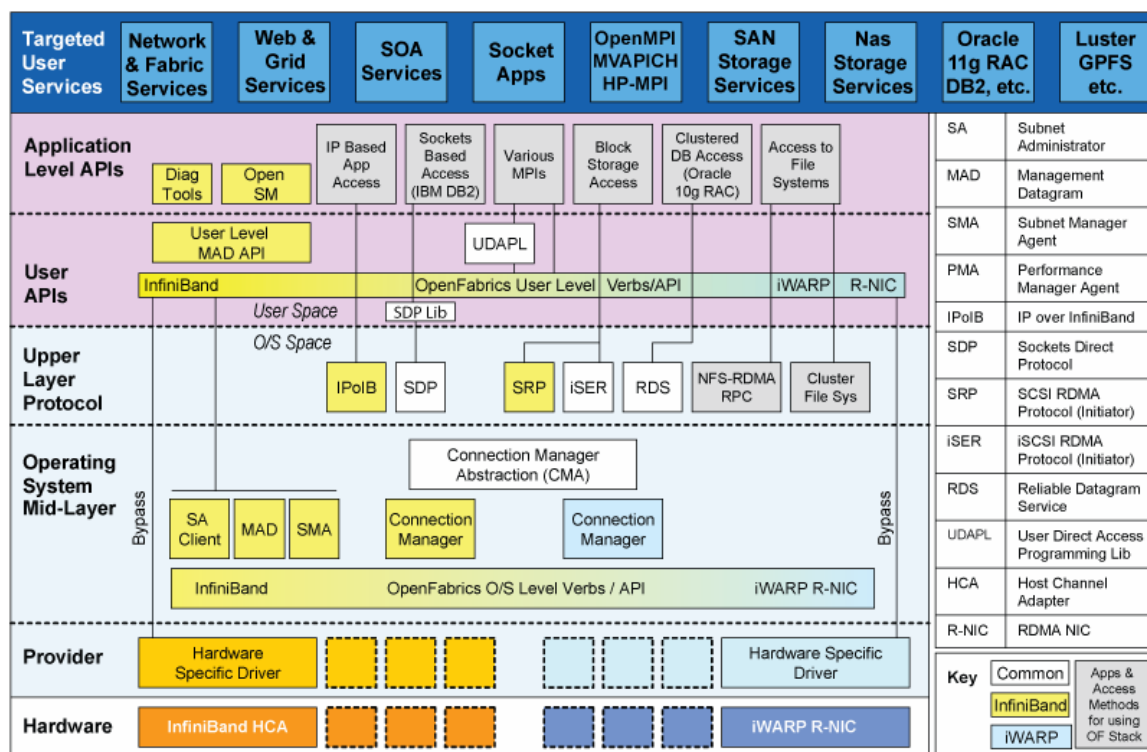 Targeted
User
Services
Network
& Fabric
Services
Web &
Grid
Services
SOA
Services
Socket
Apps
OpenMPI
MVAPICH
HP-MPI
SAN
Storage
Services
Nas
Storage
Services
Oracle
11g RAC
DB2, etc.
Luster
GPFS
etc.
Application
Level APIs
Diag
Tools
Open
SM
IP Based
App
Access
Sockets
Based
Access
(IBM DB2)
Various
MPIs
Block
Storage
Access
Clustered
DB Access
(Oracle
10g RAC)
Access to
File
Systems
User
APIs
User Level
MAD API
UDAPL
InfiniBand
OpenFabrics User Level Verbs/API
iWARP R-NIC
User Space
SDP Lib
O/S Space
Upper
Layer
Protocol
IPoIB
SDP
SRP
iSER
RDS
NFS-RDMA
RPC
Cluster
File Sys
Operating
System
Mid-Layer
Connection Manager
Abstraction (CMA)
Bypass
SA
Client
MAD
SMA
Connection
Manager
Connection
Manager
Bypass
InfiniBand
OpenFabrics O/S Level Verbs / API
iWARP R-NIC
Provider
Hardware
Specific Driver
Hardware Specific
Driver
Hardware
InfiniBand HCA
iWARP R-NIC
SA
Subnet
Administrator
MAD
Management
Datagram
SMA
Subnet Manager
Agent
PMA
Performance
Manager Agent
IPoIB
IP over InfiniBand
SDP
Sockets Direct
Protocol
SRP
SCSI RDMA
Protocol (Initiator)
iSER
iSCSI RDMA
Protocol (Initiator)
RDS
Reliable Datagram
Service
UDAPL
User Direct Access
Programming Lib
HCA
Host Channel
Adapter
R-NIC
RDMA NIC
Key
Common
InfiniBand
iWARP
Apps &
Access
Methods
for using
OF Stack